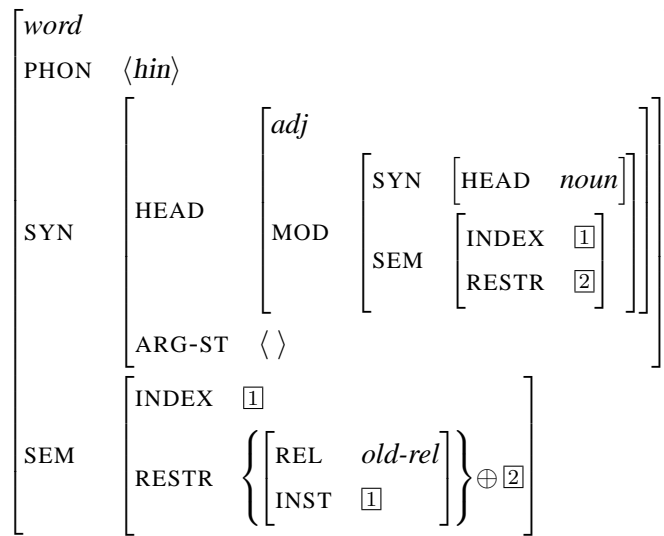 word
PHON ⟨hin⟩
SYN HEAD adj
MOD SYN [HEAD noun]
SEM INDEX 1
RESTR 2
ARG-ST ⟨ ⟩
SEM INDEX 1
RESTR { REL old-rel
INST 1 } ⊕ 2